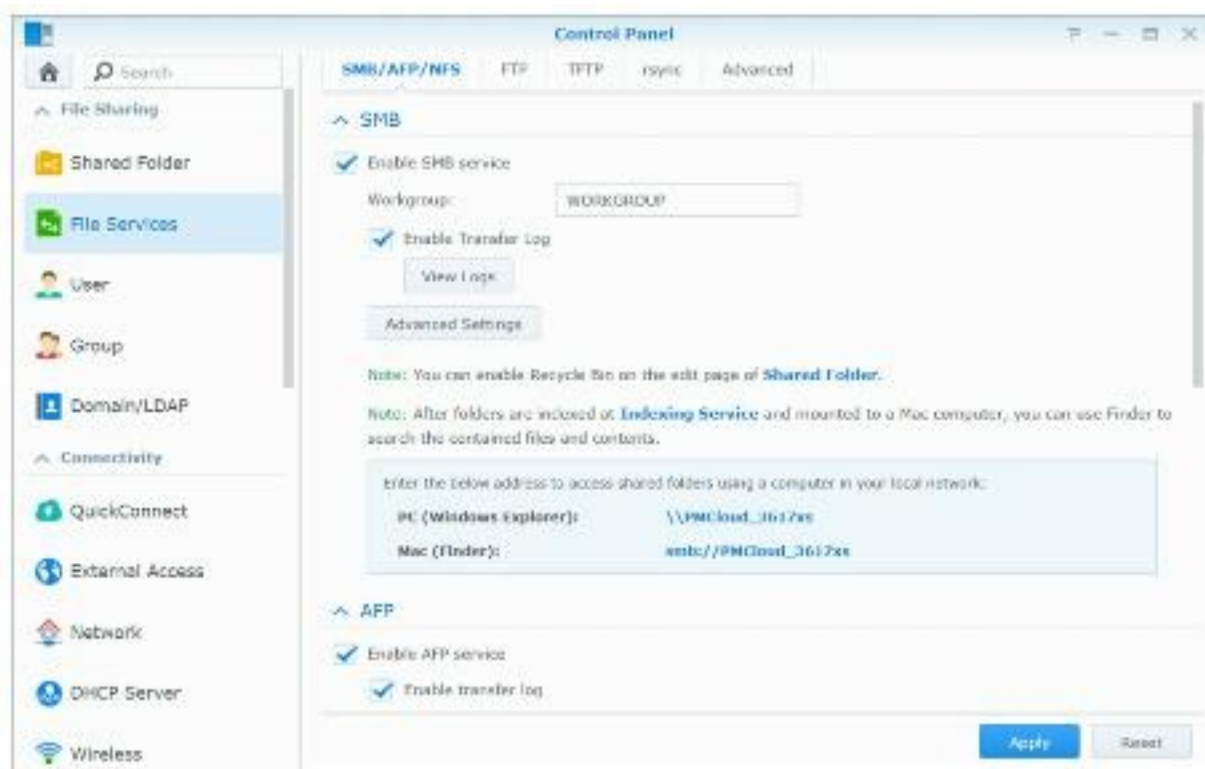 Control Panel
Search
SMB/AFP/NFS
FTP
TFTP
rsync
Advanced
File Sharing
Shared Folder
File Services
User
Group
Domain/LDAP
Connectivity
QuickConnect
External Access
Network
DHCP Server
Wireless
SMB
Enable SMB service
Workgroup:
WORKGROUP
Enable Transfer Log
View Logs
Advanced Settings
Note: You can enable Recycle Bin on the edit page of Shared Folder.
Note: After folders are indexed at Indexing Service and mounted to a Mac computer, you can use Finder to
search the contained files and contents.
Enter the below address to access shared folders using a computer in your local network:
PC (Windows Explorer):
\\PMCloud_3617xs
Mac (Finder):
smb://PMCloud_3617xs
AFP
Enable AFP service
Enable transfer log
Apply
Reset